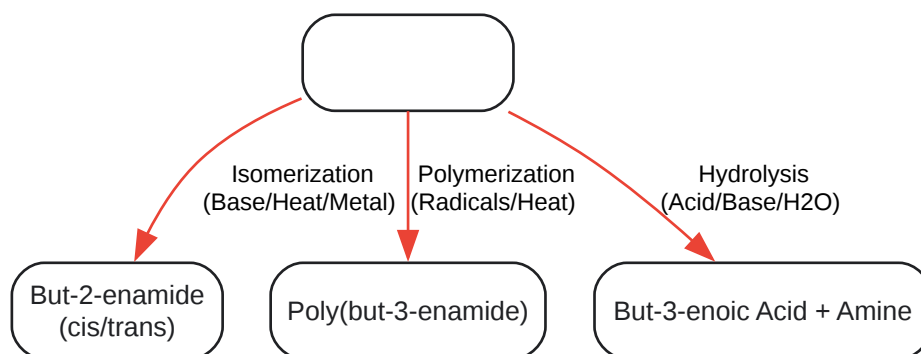 Isomerization
(Base/Heat/Metal)
Polymerization
(Radicals/Heat)
Hydrolysis
(Acid/Base/H2O)
But-2-enamide
(cis/trans)
Poly(but-3-enamide)
But-3-enoic Acid + Amine